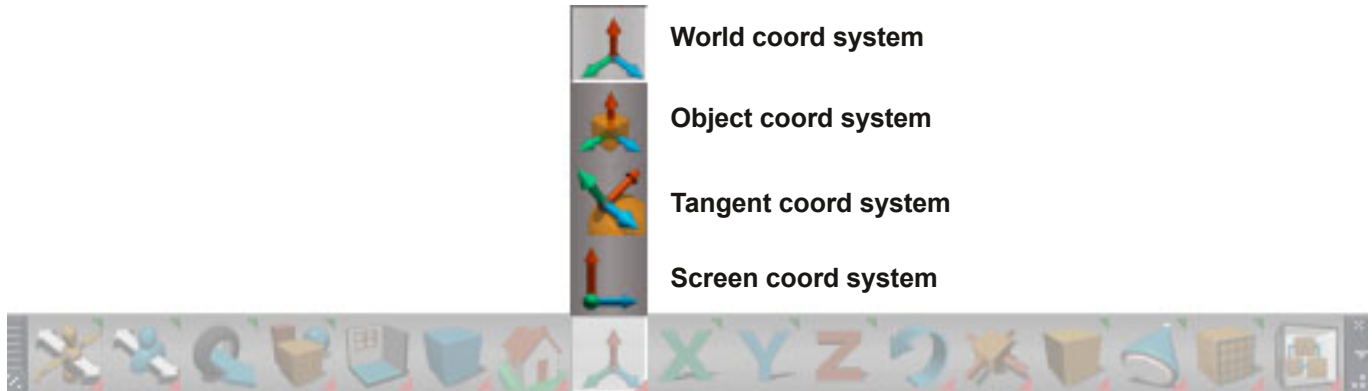 World coord system
Object coord system
Tangent coord system
Screen coord system
X Y Z